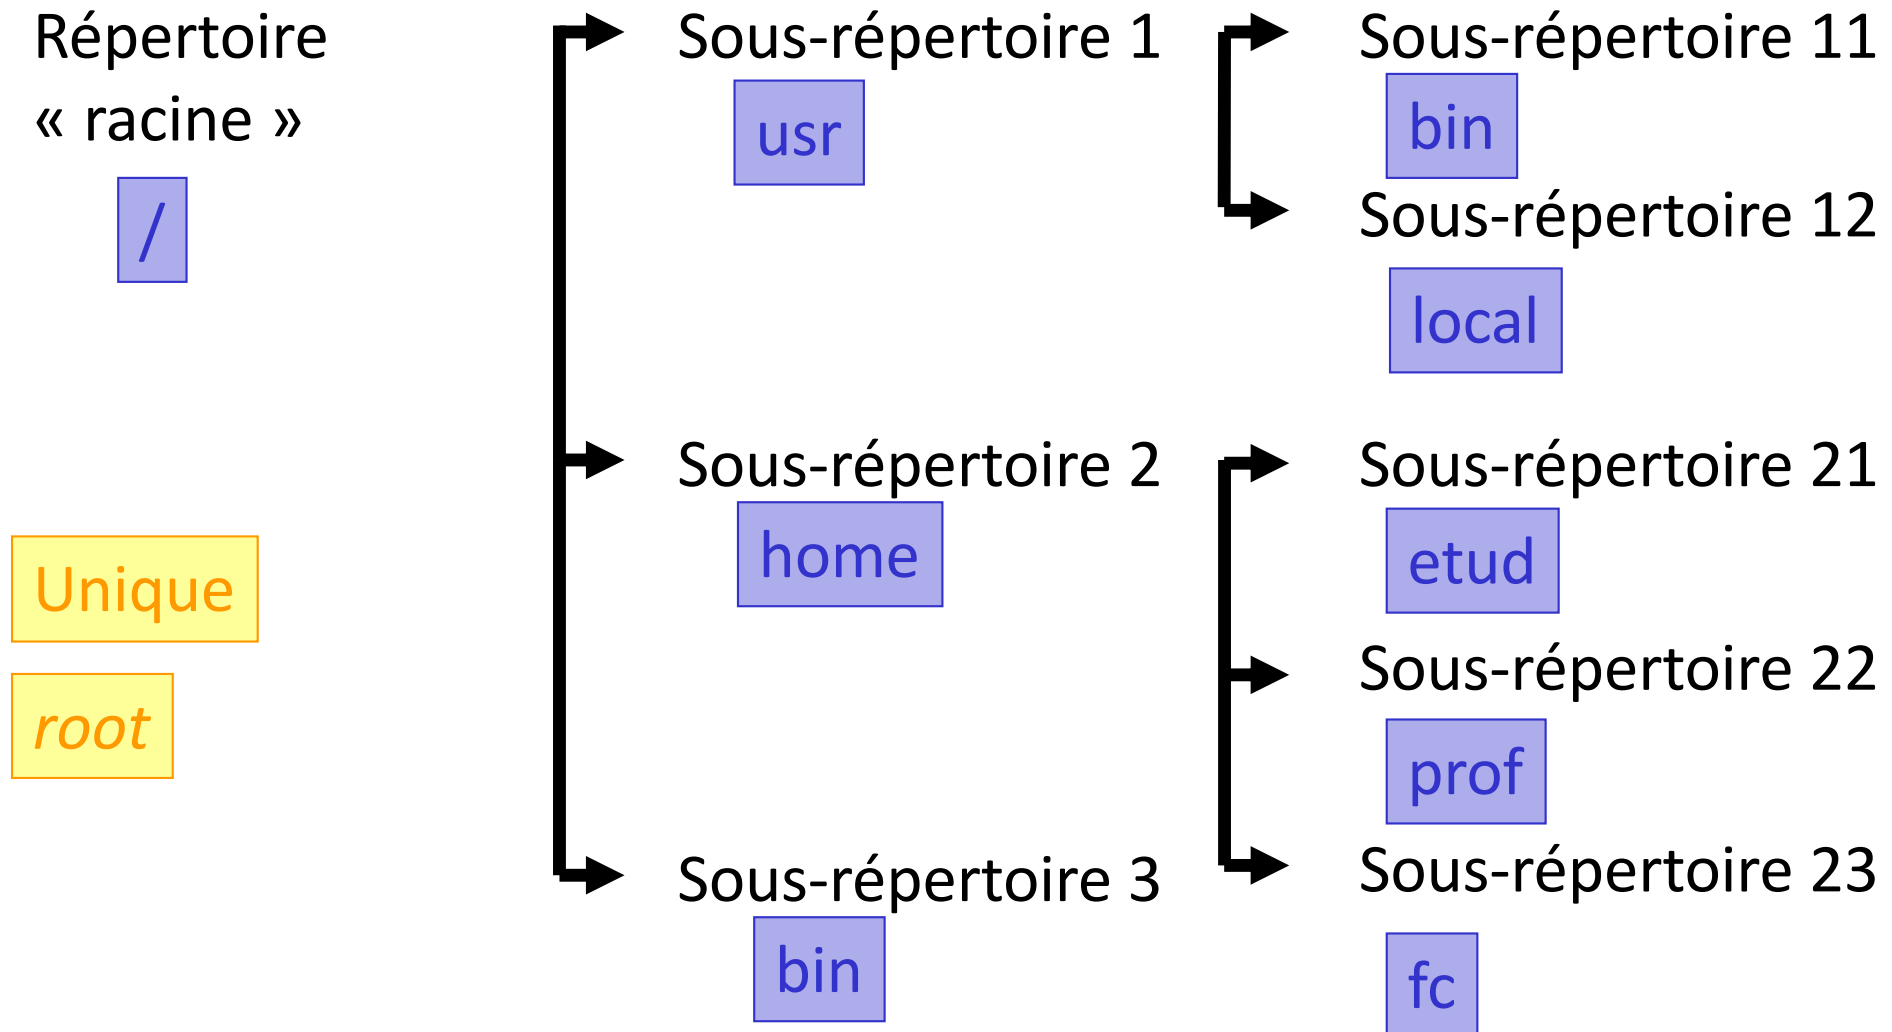 Répertoire
« racine »
/
Unique
root
Sous-répertoire 1
usr
Sous-répertoire 11
bin
Sous-répertoire 12
local
Sous-répertoire 2
home
Sous-répertoire 21
etud
Sous-répertoire 22
prof
Sous-répertoire 23
fc
Sous-répertoire 3
bin